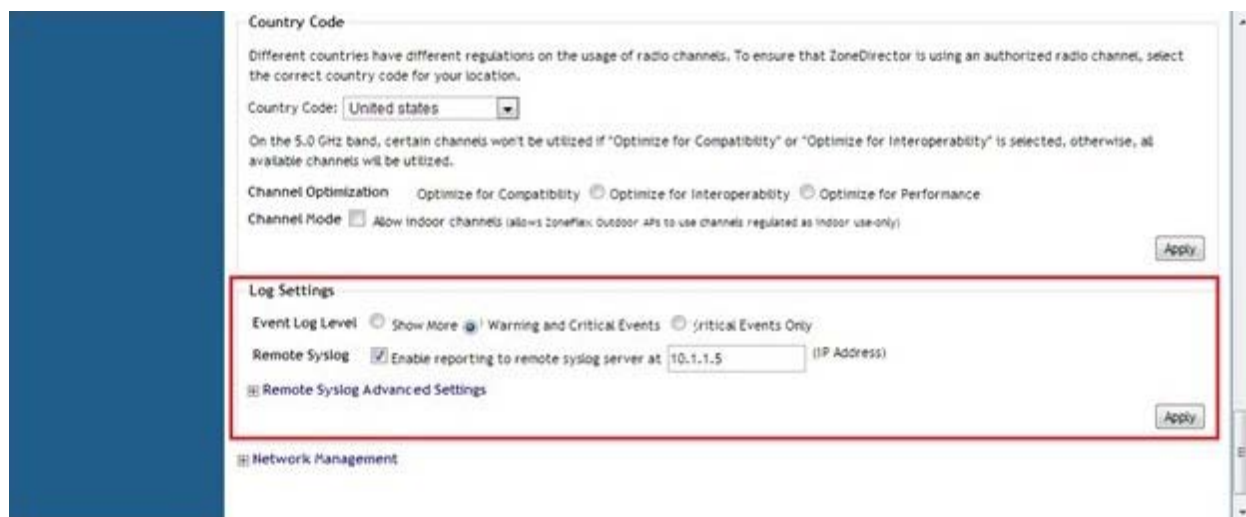 Country Code
Different countries have different regulations on the usage of radio channels. To ensure that ZoneDirector is using an authorized radio channel, select
the correct country code for your location.
Country Code: United states
On the 5.0 GHz band, certain channels won't be utilized if "Optimize for Compatibility" or "Optimize for Interoperability" is selected, otherwise, all
available channels will be utilized.
Channel Optimization Optimize for Compatibility Optimize for Interoperability Optimize for Performance
Channel Mode Allow indoor channels (allows ZoneFlex Outdoor APs to use channels regulated as indoor use-only)
Apply
Log Settings
Event Log Level Show More Warning and Critical Events Critical Events Only
Remote Syslog Enable reporting to remote syslog server at 10.1.1.5 (IP Address)
Remote Syslog Advanced Settings
Apply
Network Management